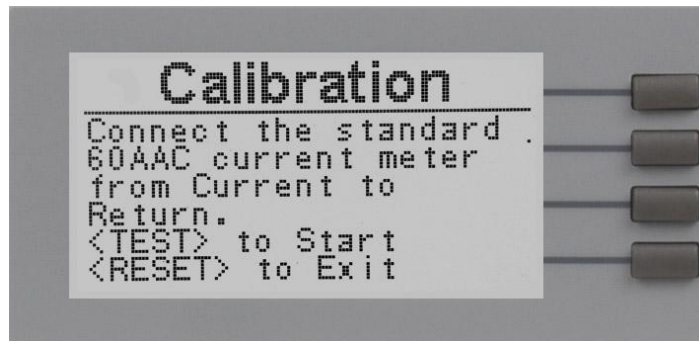 Calibration
Connect the standard
60AAC current meter
from Current to
Return.
<TEST> to Start
<RESET> to Exit